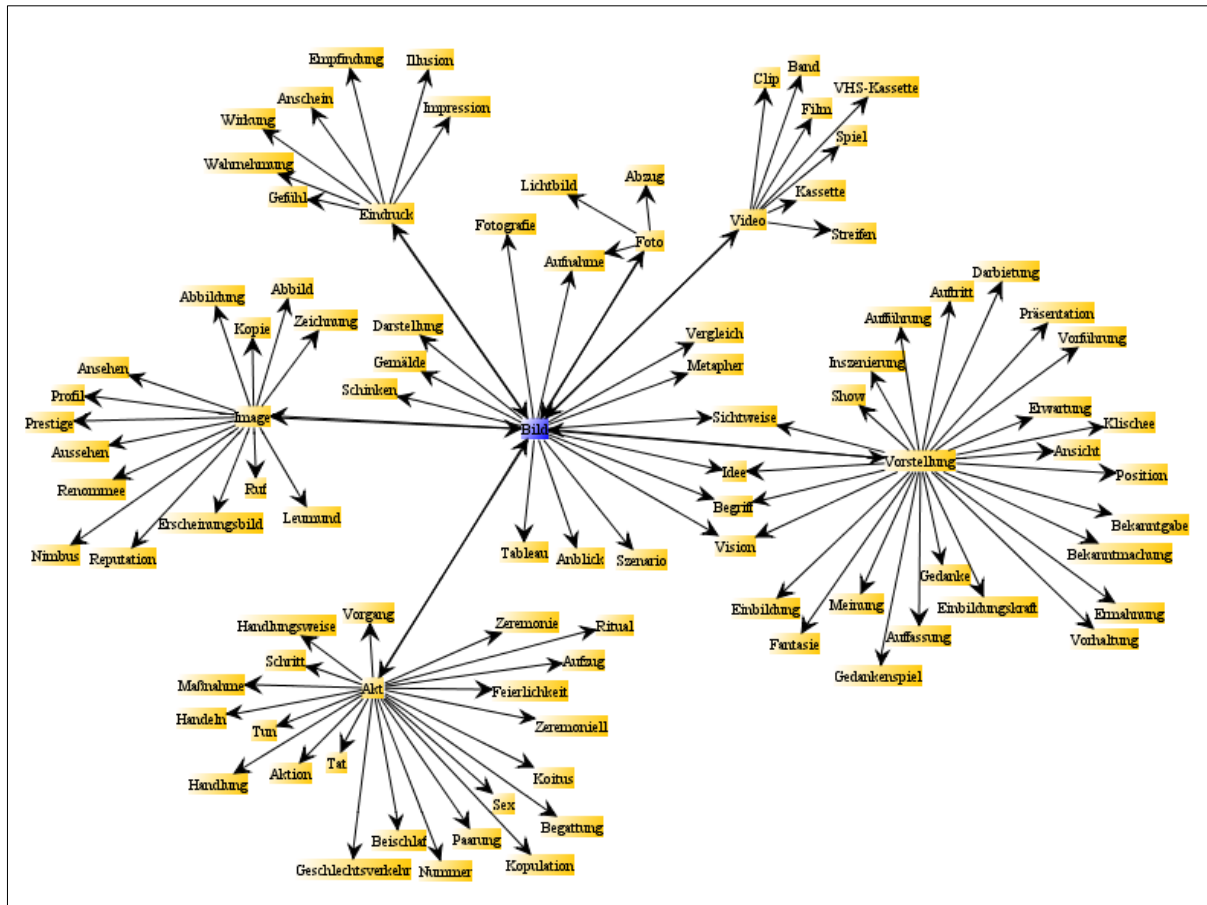 Empfindung
Illusion
Anschein
Impression
Wirkung
Wahrnehmung
Gefühl
Eindruck
Clip
Band
VHS-Kassette
Film
Spiel
Kassette
Video
Streifen
Lichtbild
Abzug
Fotografie
Foto
Aufnahme
Abbildung
Abbild
Kopie
Zeichnung
Ansehen
Profil
Prestige
Image
Aussehen
Renommee
Ruf
Erscheinungsbild
Leumund
Nimbus
Reputation
Darstellung
Gemälde
Schinken
Vergleich
Metapher
Bild
Sichtweise
Idee
Begriff
Vision
Tableau
Anblick
Szenario
Darbietung
Auftritt
Aufführung
Präsentation
Vorführung
Inszenierung
Show
Erwartung
Klischee
Ansicht
Vorstellung
Position
Bekanntgabe
Bekanntmachung
Gedanke
Einbildung
Meinung
Einbildungskraft
Ermahnung
Fantasie
Auffassung
Vorhaltung
Gedankenspiel
Vorgang
Handlungsweise
Zeremonie
Ritual
Schritt
Aufzug
Maßnahme
Akt
Feierlichkeit
Handeln
Tun
Zeremoniell
Tat
Aktion
Handlung
Koitus
Sex
Begattung
Beischlaf
Paarung
Geschlechtsverkehr
Nummer
Kopulation